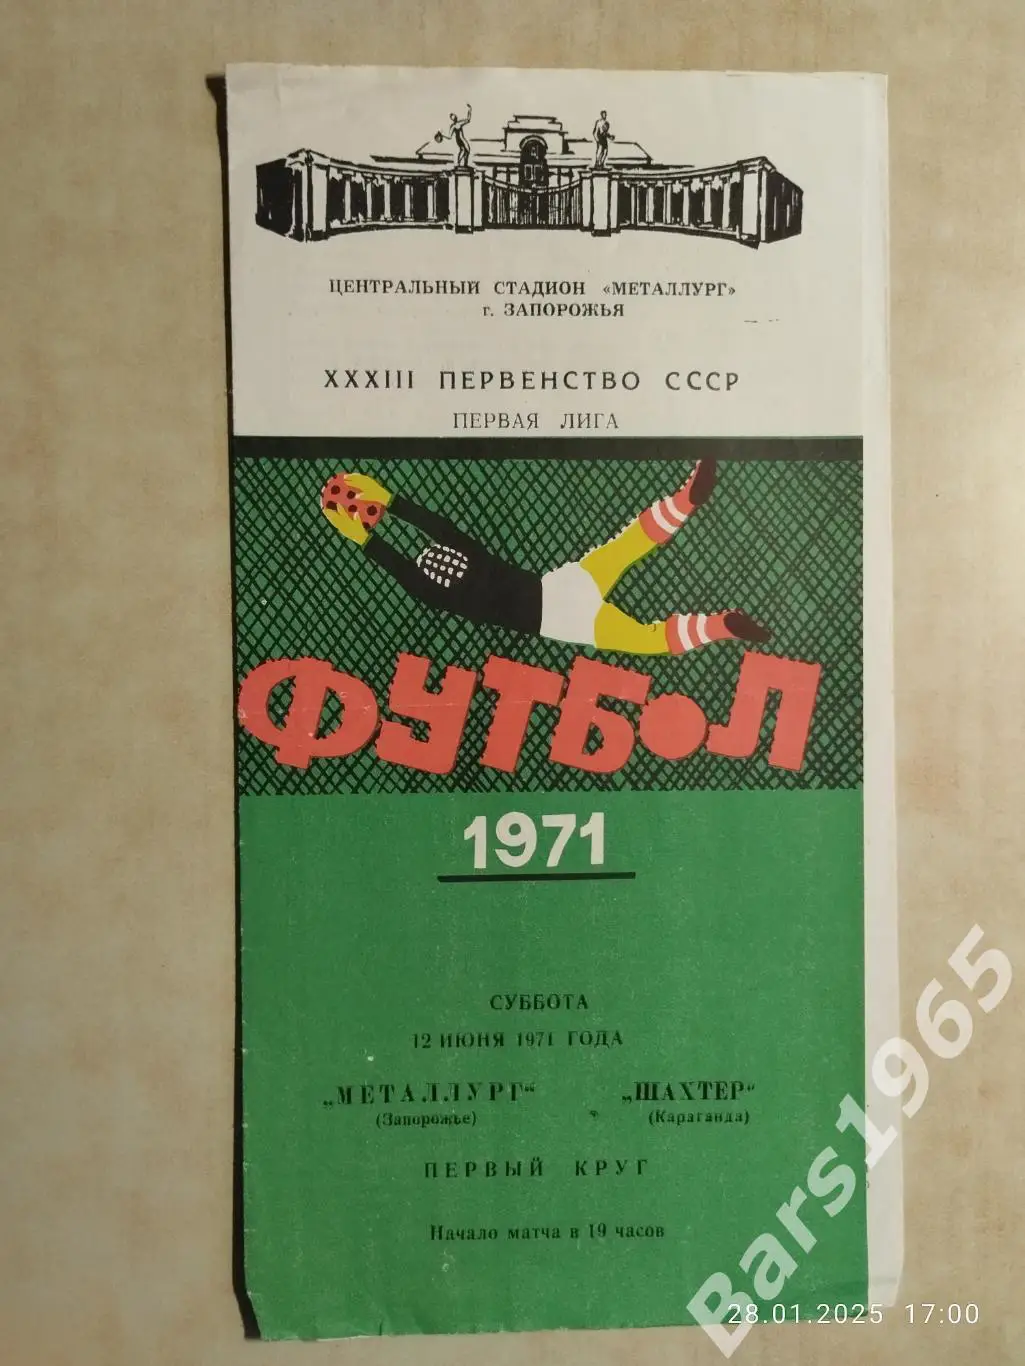 ЦЕНТРАЛЬНЫЙ СТАДИОН «МЕТАЛЛУРГ»
г. ЗАПОРОЖЬЯ
XXXIII ПЕРВЕНСТВО СССР
ПЕРВАЯ ЛИГА
ФУТБОЛ
1971
СУББОТА
12 ИЮНЯ 1971 ГОДА
„МЕТАЛЛУРГ“ „ШАХТЕР“
(Запорожье) (Караганда)
ПЕРВЫЙ КРУГ
Начало матча в 19 часов
Bars1965
28.01.2025 17:00